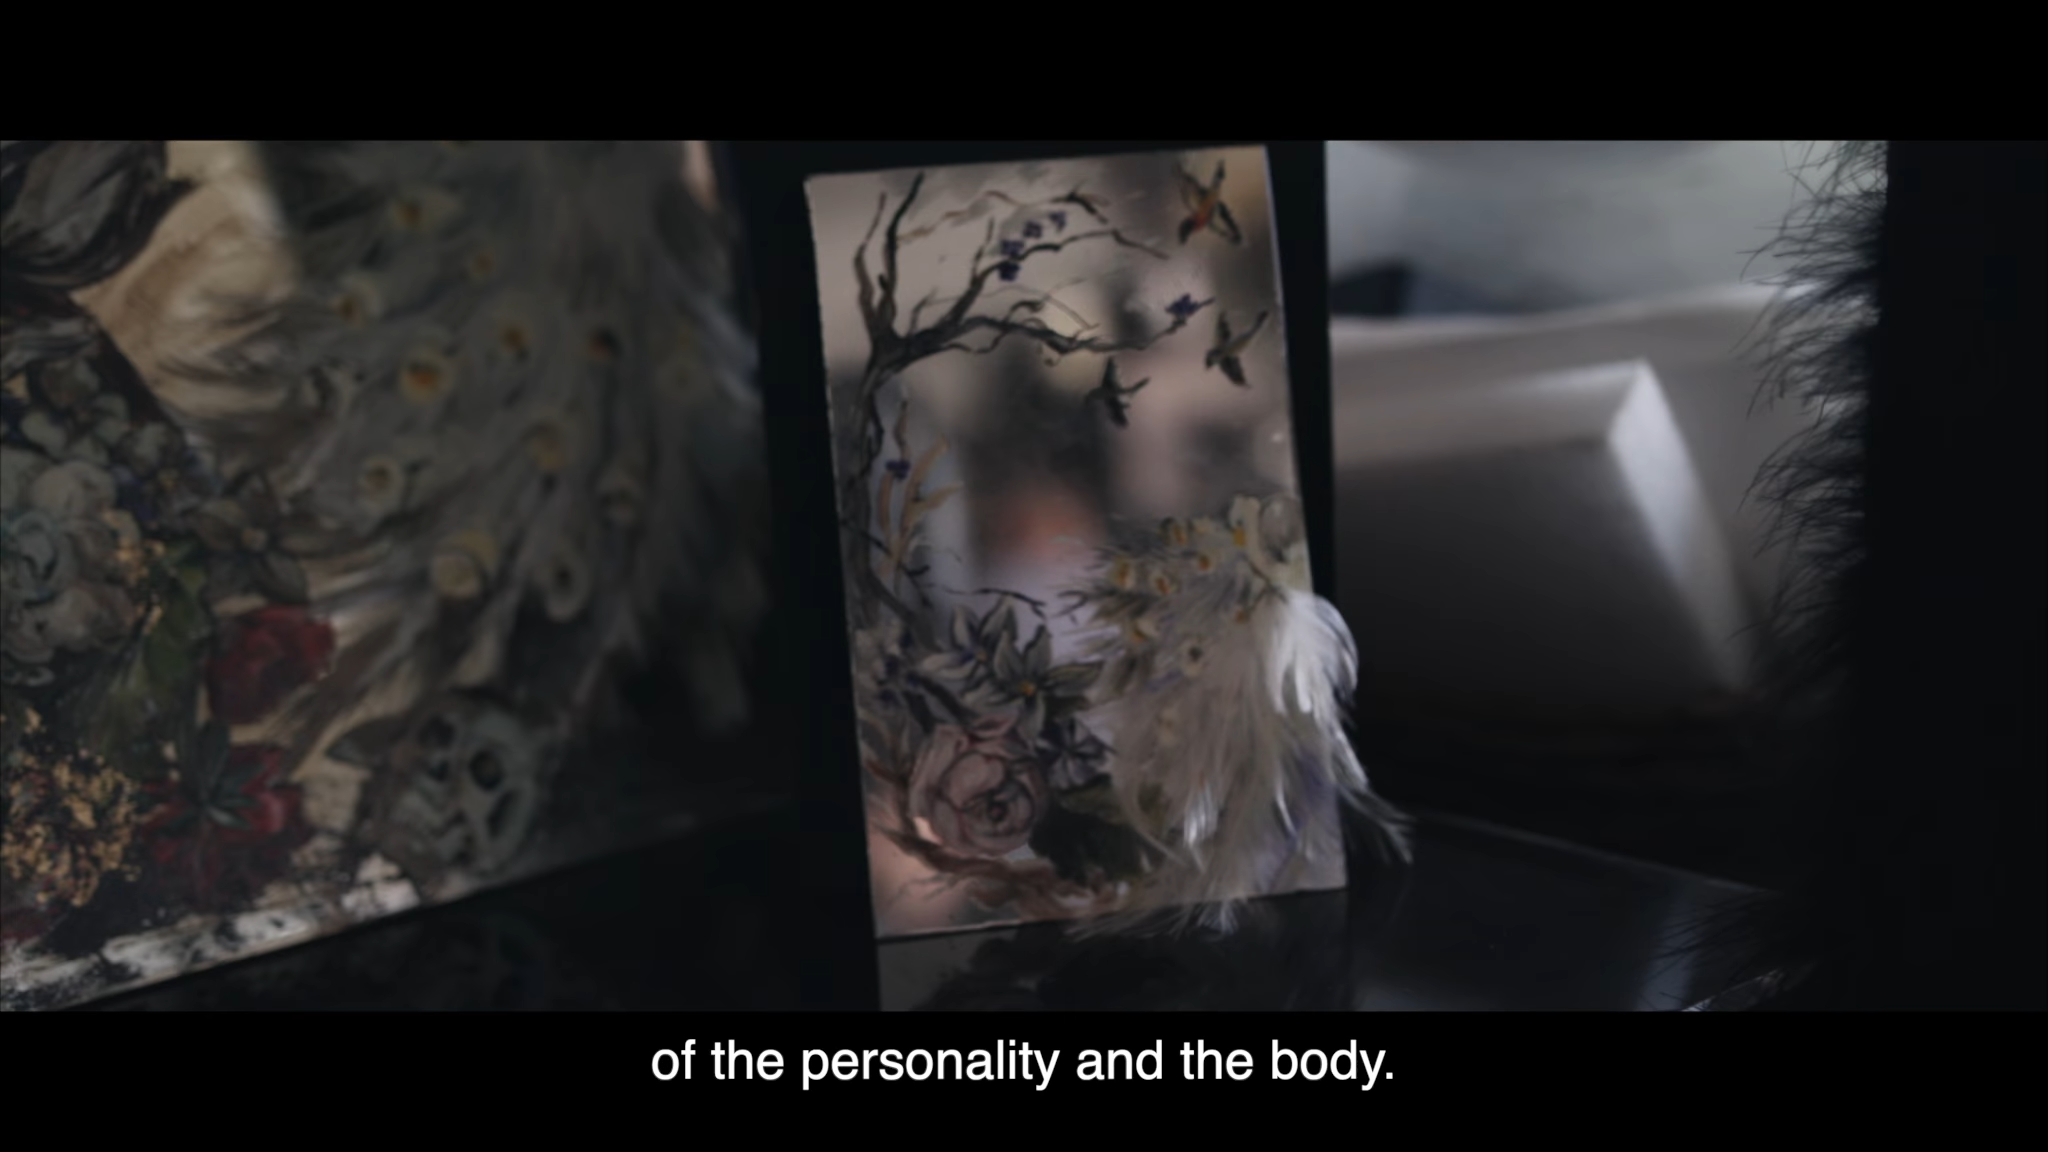 of the personality and the body.